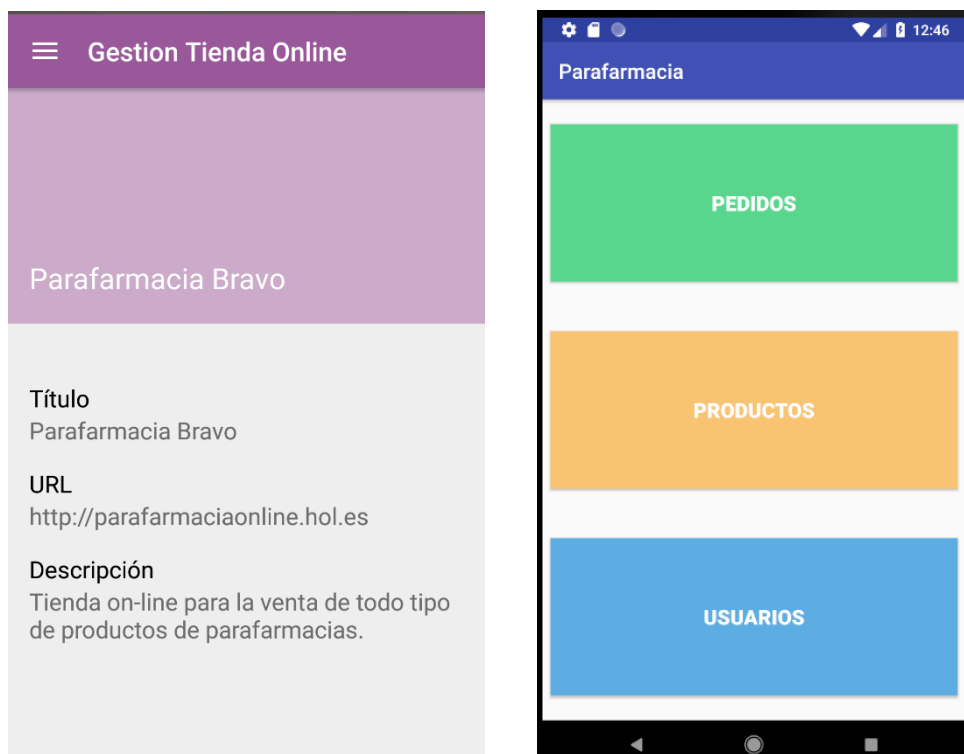 Gestion Tienda Online
Parafarmacia Bravo
Título
Parafarmacia Bravo
URL
http://parafarmaciaonline.hol.es
Descripción
Tienda on-line para la venta de todo tipo
de productos de parafarmacias.
12:46
Parafarmacia
PEDIDOS
PRODUCTOS
USUARIOS